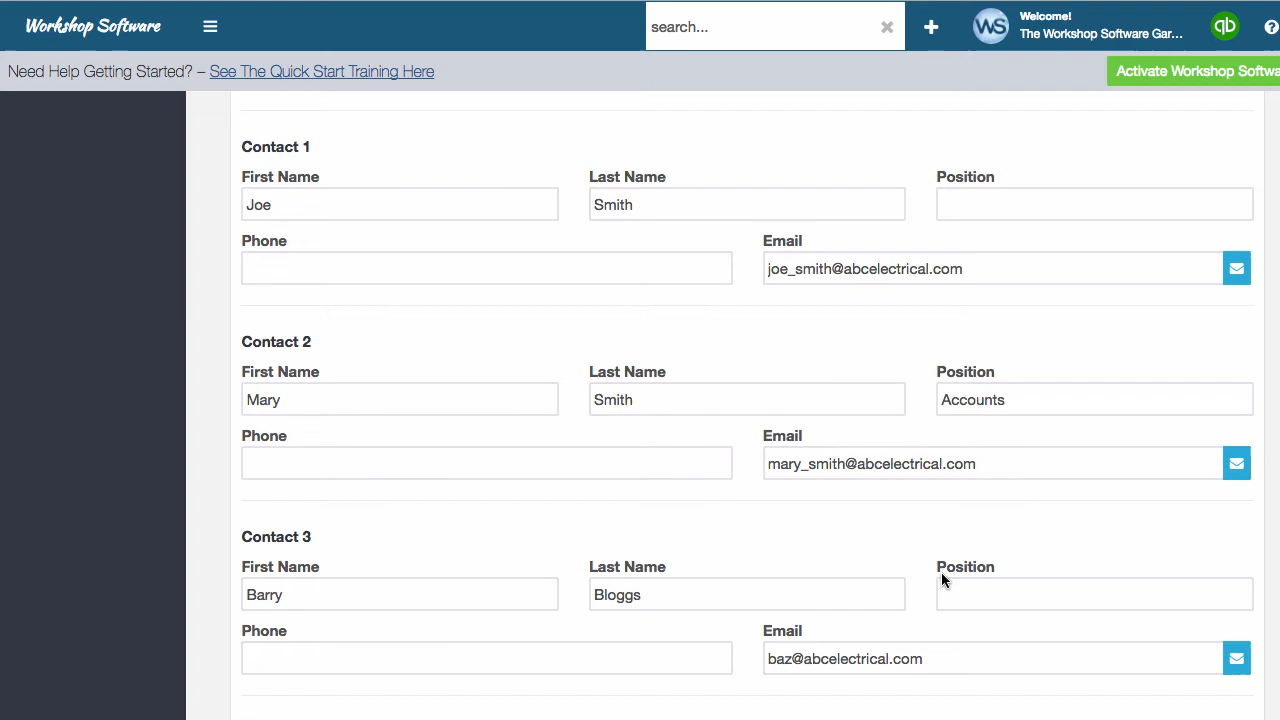 Workshop Software
search...
WS
Welcome!
The Workshop Software Gar...
qb
?
Need Help Getting Started? – See The Quick Start Training Here
Activate Workshop Softwa
Contact 1
First Name
Last Name
Position
Joe
Smith
Phone
Email
joe_smith@abcelectrical.com
Contact 2
First Name
Last Name
Position
Mary
Smith
Accounts
Phone
Email
mary_smith@abcelectrical.com
Contact 3
First Name
Last Name
Position
Barry
Bloggs
Phone
Email
baz@abcelectrical.com